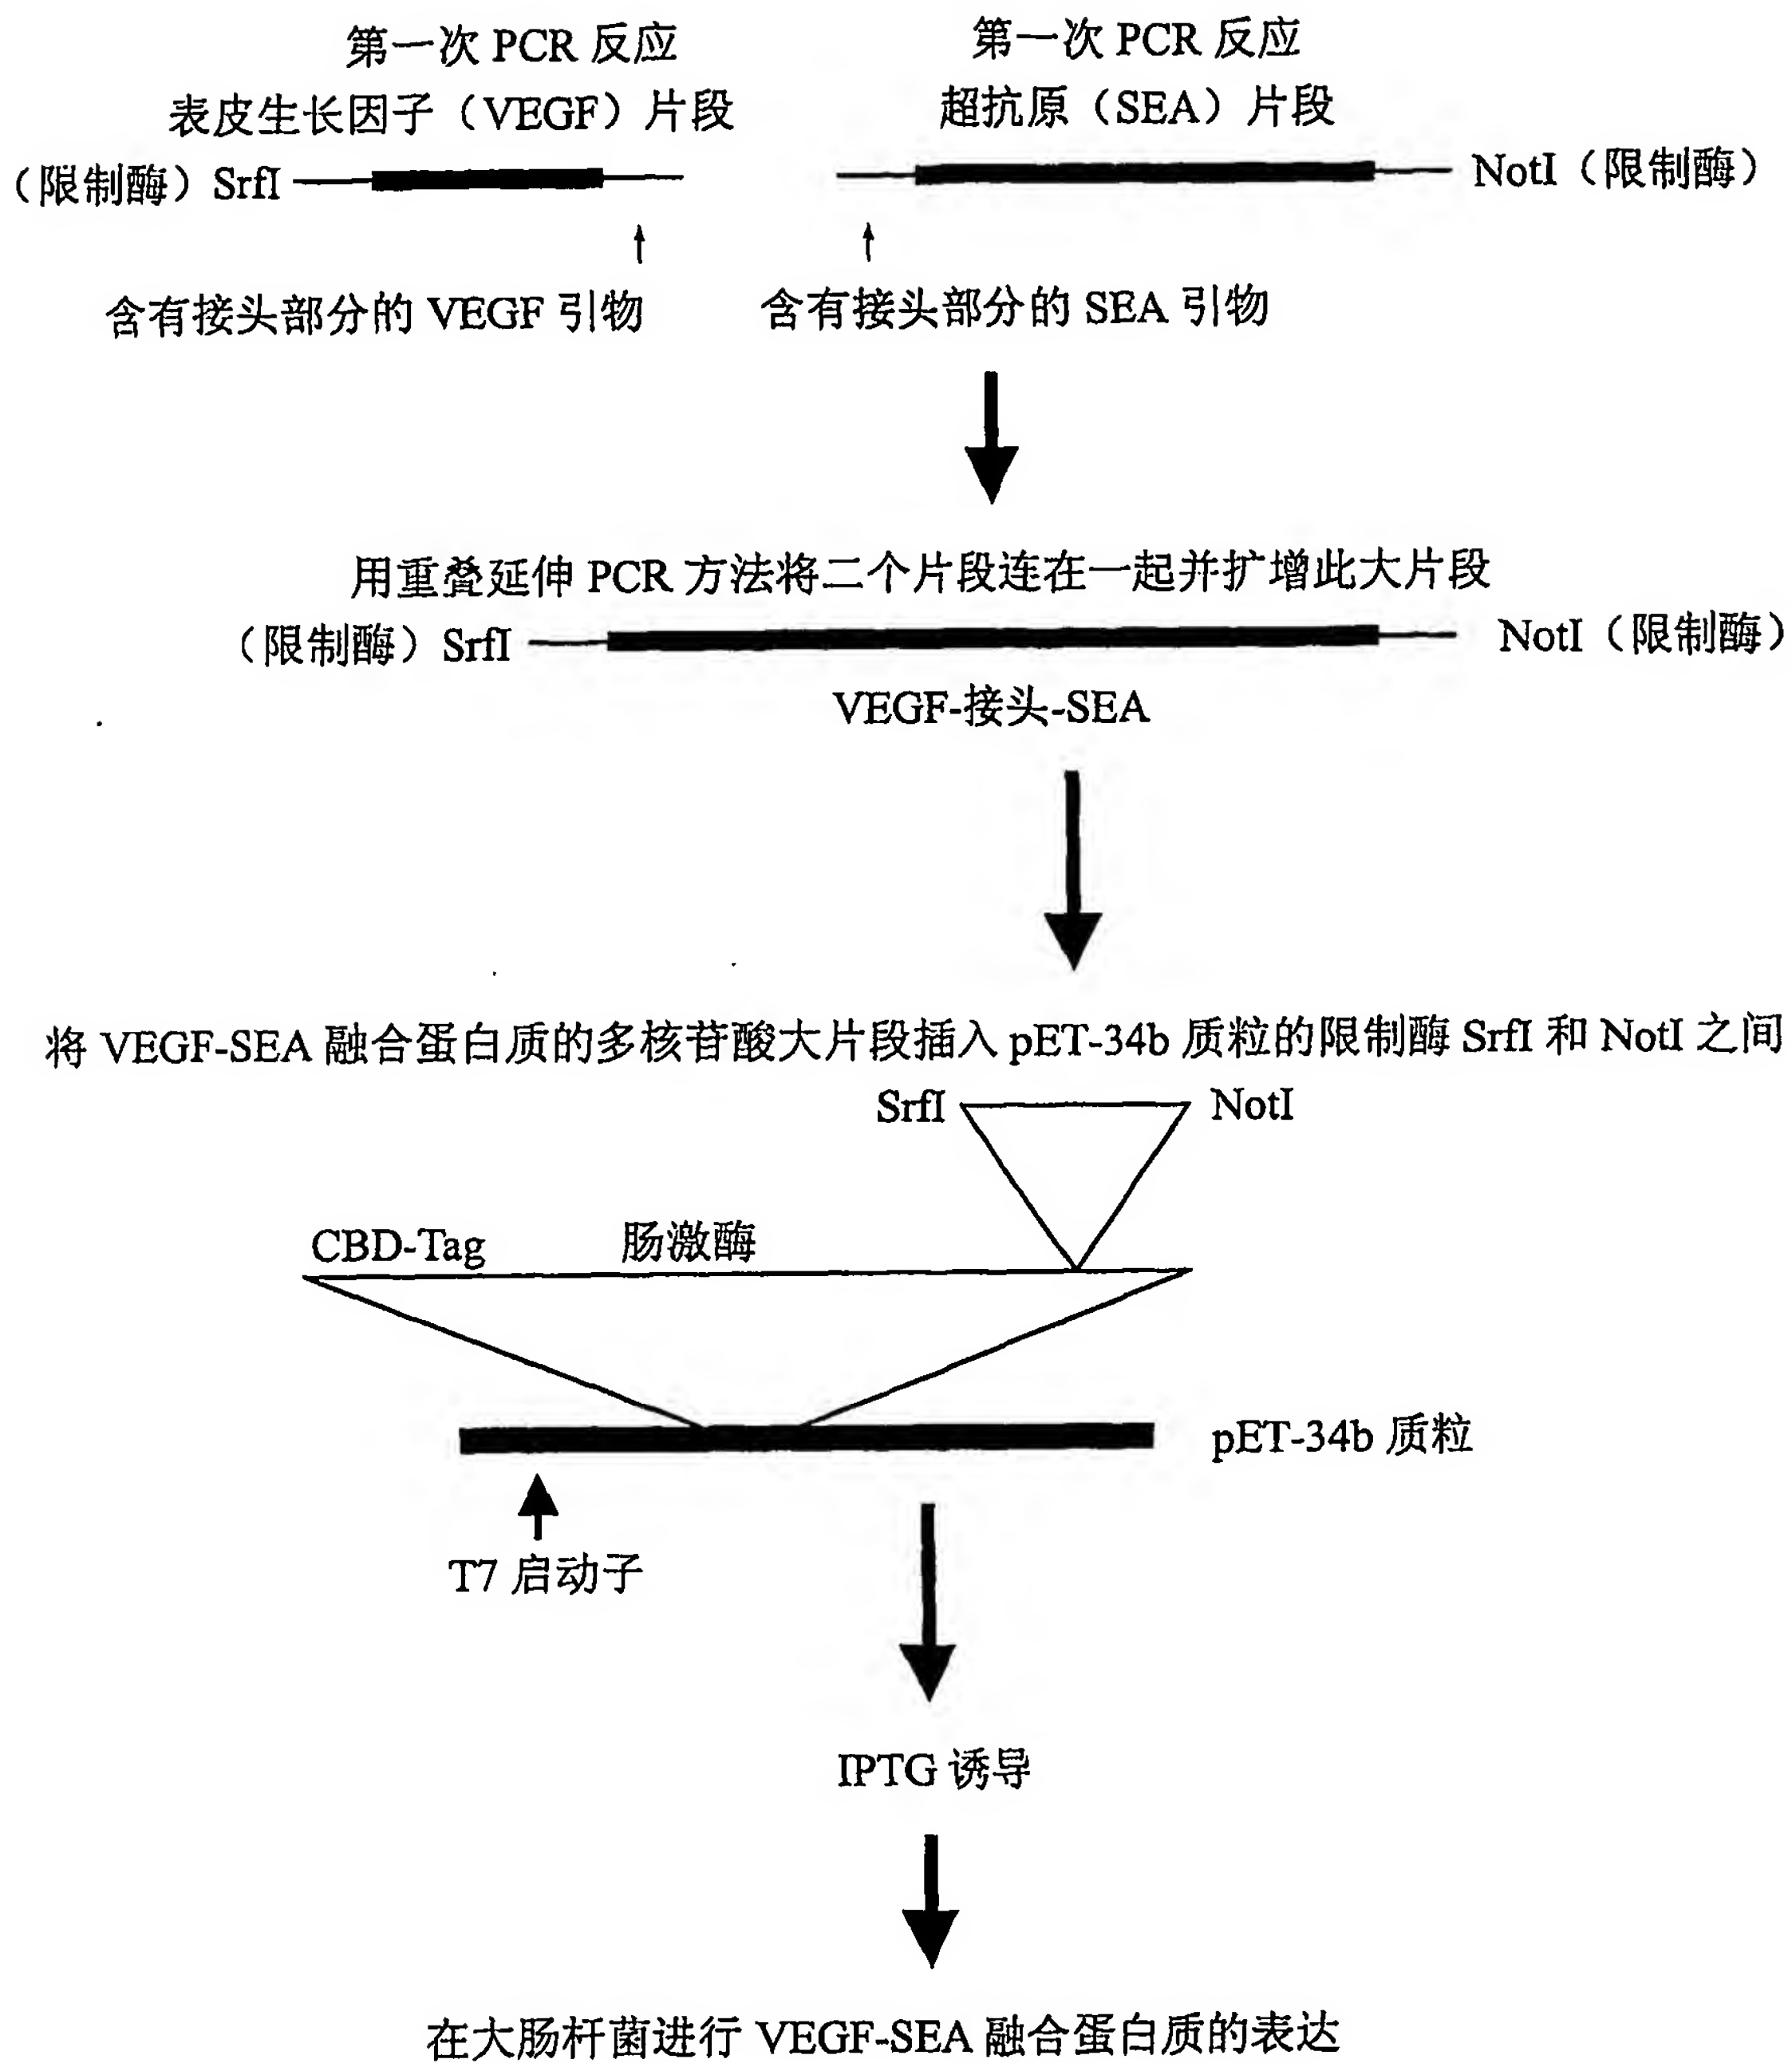 第一次 PCR 反应
表皮生长因子（VEGF）片段
（限制酶）SrfI
含有接头部分的 VEGF 引物
第一次 PCR 反应
超抗原（SEA）片段
NotI（限制酶）
含有接头部分的 SEA 引物
用重叠延伸 PCR 方法将二个片段连在一起并扩增此大片段
（限制酶）SrfI NotI（限制酶）
VEGF-接头-SEA
将 VEGF-SEA 融合蛋白质的多核苷酸大片段插入 pET-34b 质粒的限制酶 SrfI 和 NotI 之间
SrfI NotI
CBD-Tag 肠激酶
pET-34b 质粒
T7 启动子
IPTG 诱导
在大肠杆菌进行 VEGF-SEA 融合蛋白质的表达